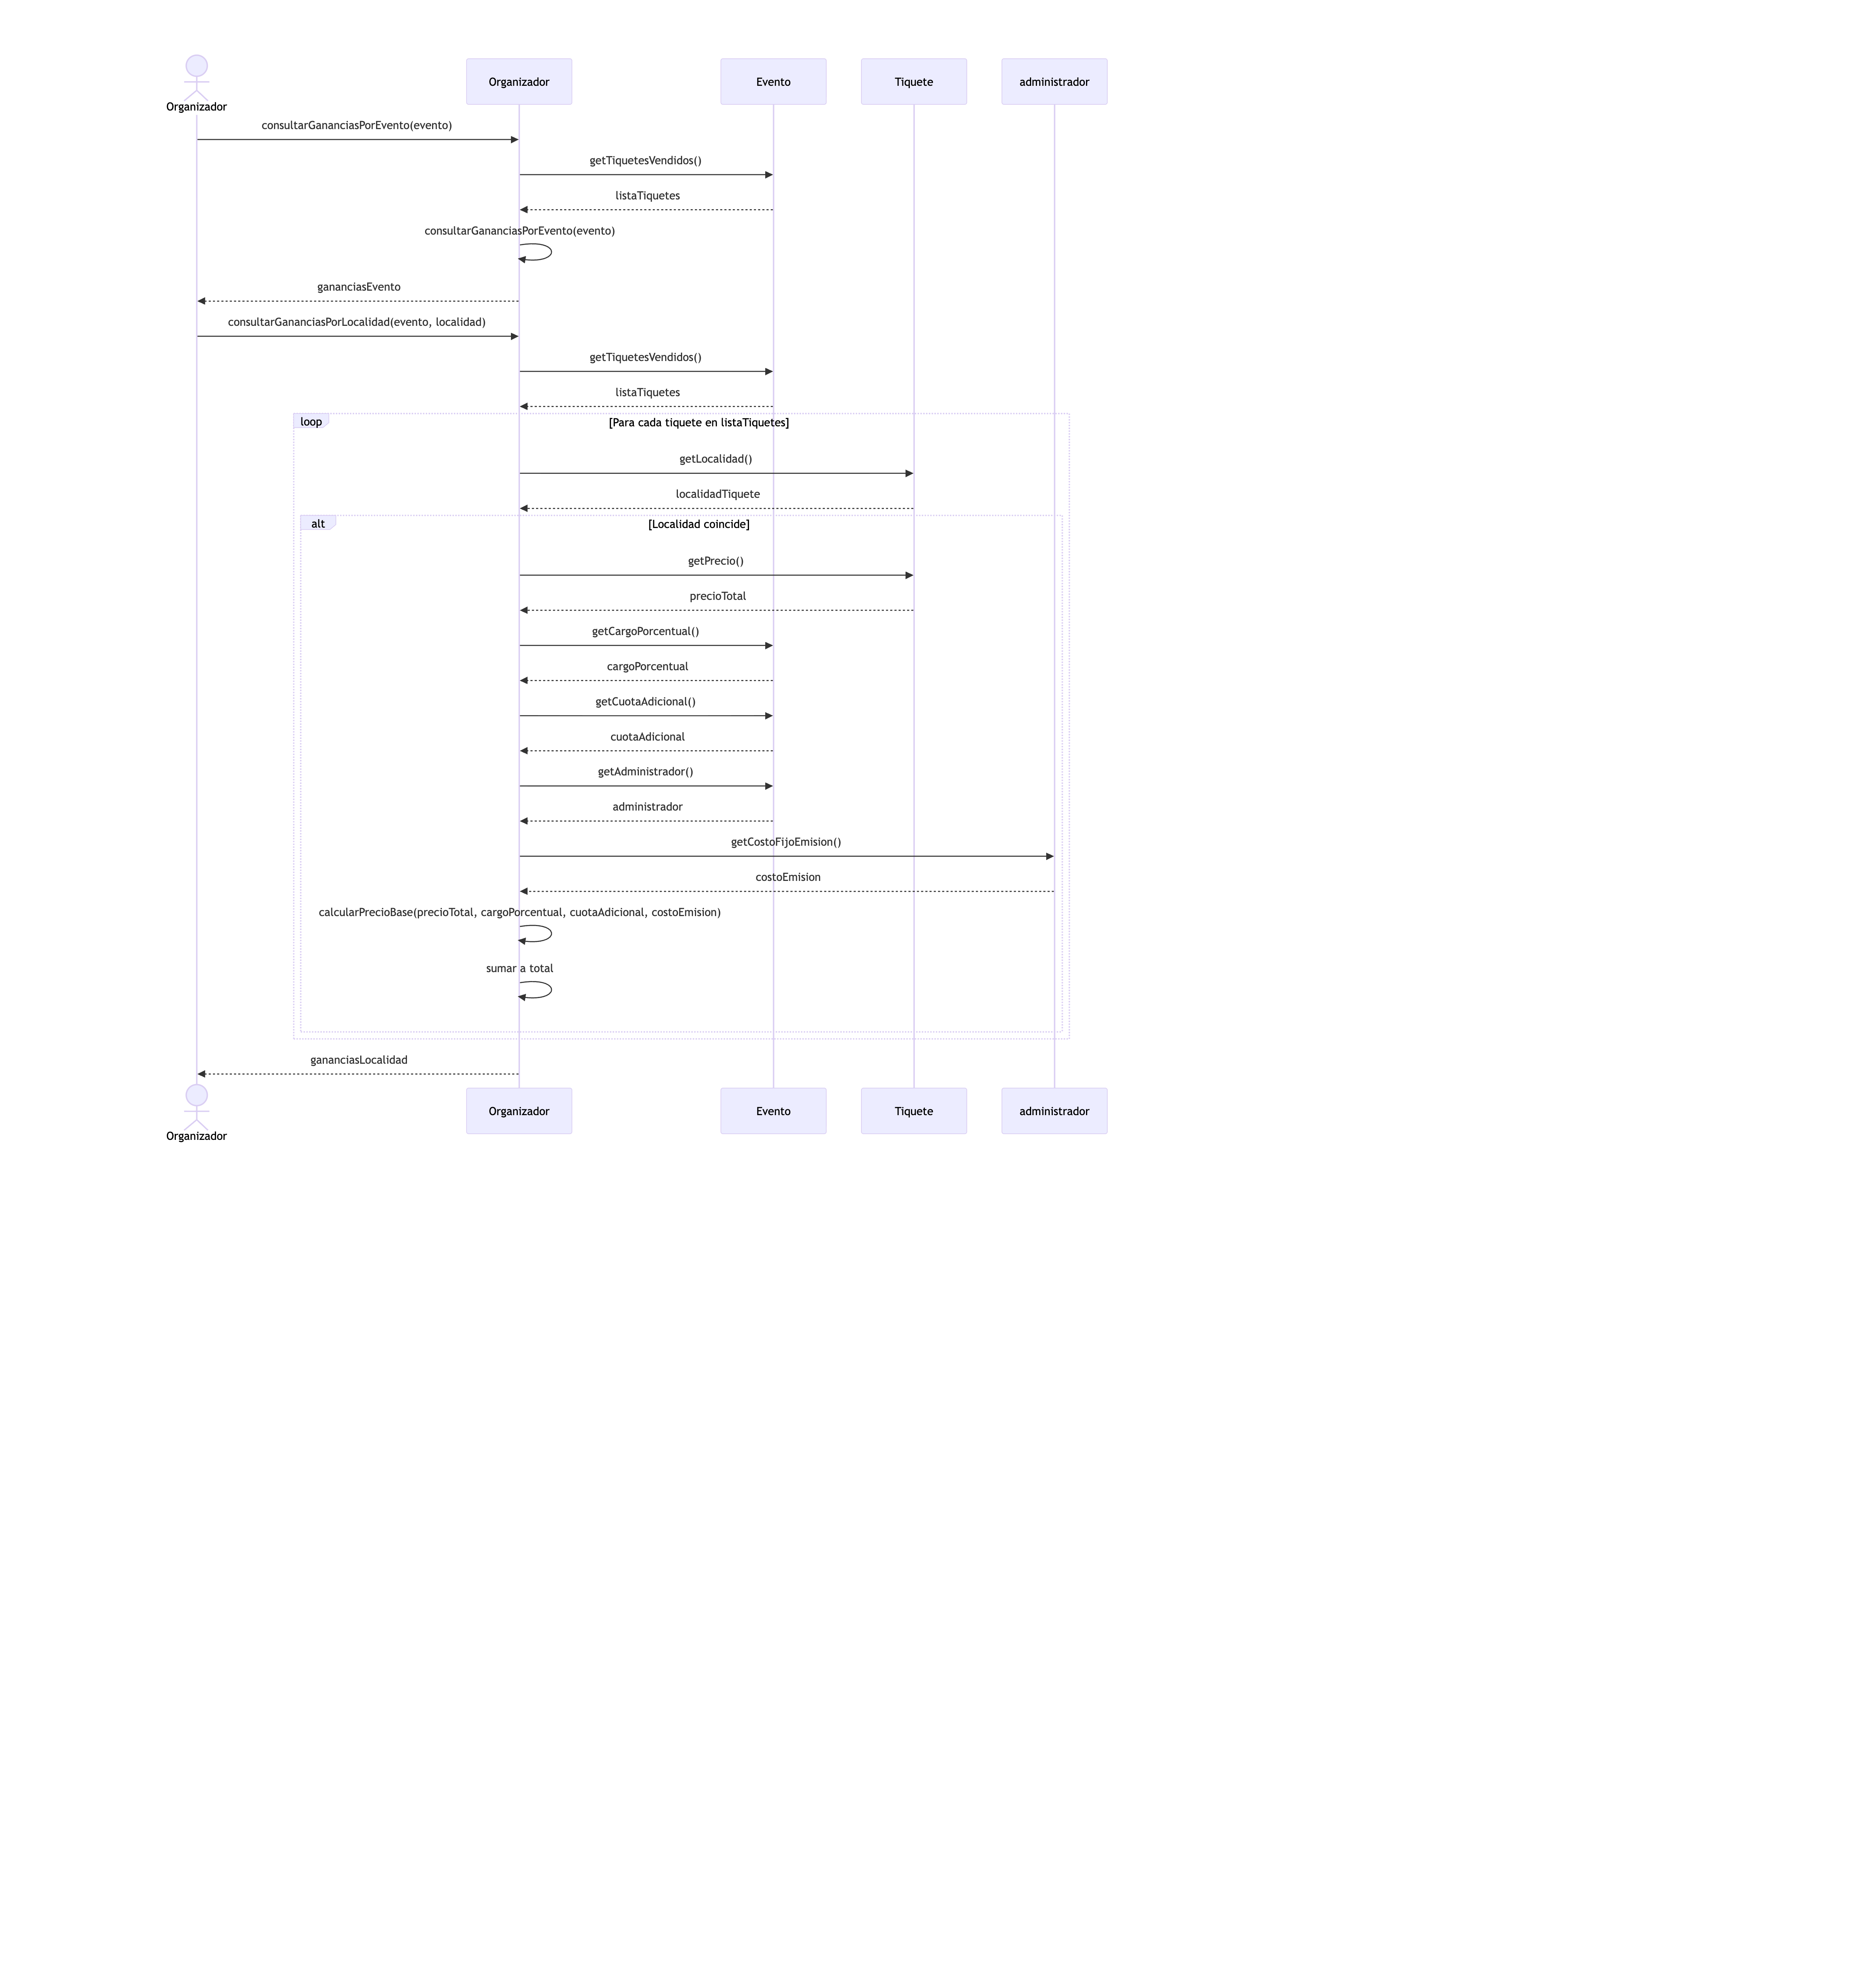 Organizador
Organizador
Evento
Tiquete
administrador
consultarGananciasPorEvento(evento)
getTiquetesVendidos()
listaTiquetes
consultarGananciasPorEvento(evento)
gananciasEvento
consultarGananciasPorLocalidad(evento, localidad)
getTiquetesVendidos()
listaTiquetes
loop
[Para cada tiquete en listaTiquetes]
getLocalidad()
localidadTiquete
alt
[Localidad coincide]
getPrecio()
precioTotal
getCargoPorcentual()
cargoPorcentual
getCuotaAdicional()
cuotaAdicional
getAdministrador()
administrador
getCostoFijoEmision()
costoEmision
calcularPrecioBase(precioTotal, cargoPorcentual, cuotaAdicional, costoEmision)
sumar a total
gananciasLocalidad
Organizador
Organizador
Evento
Tiquete
administrador